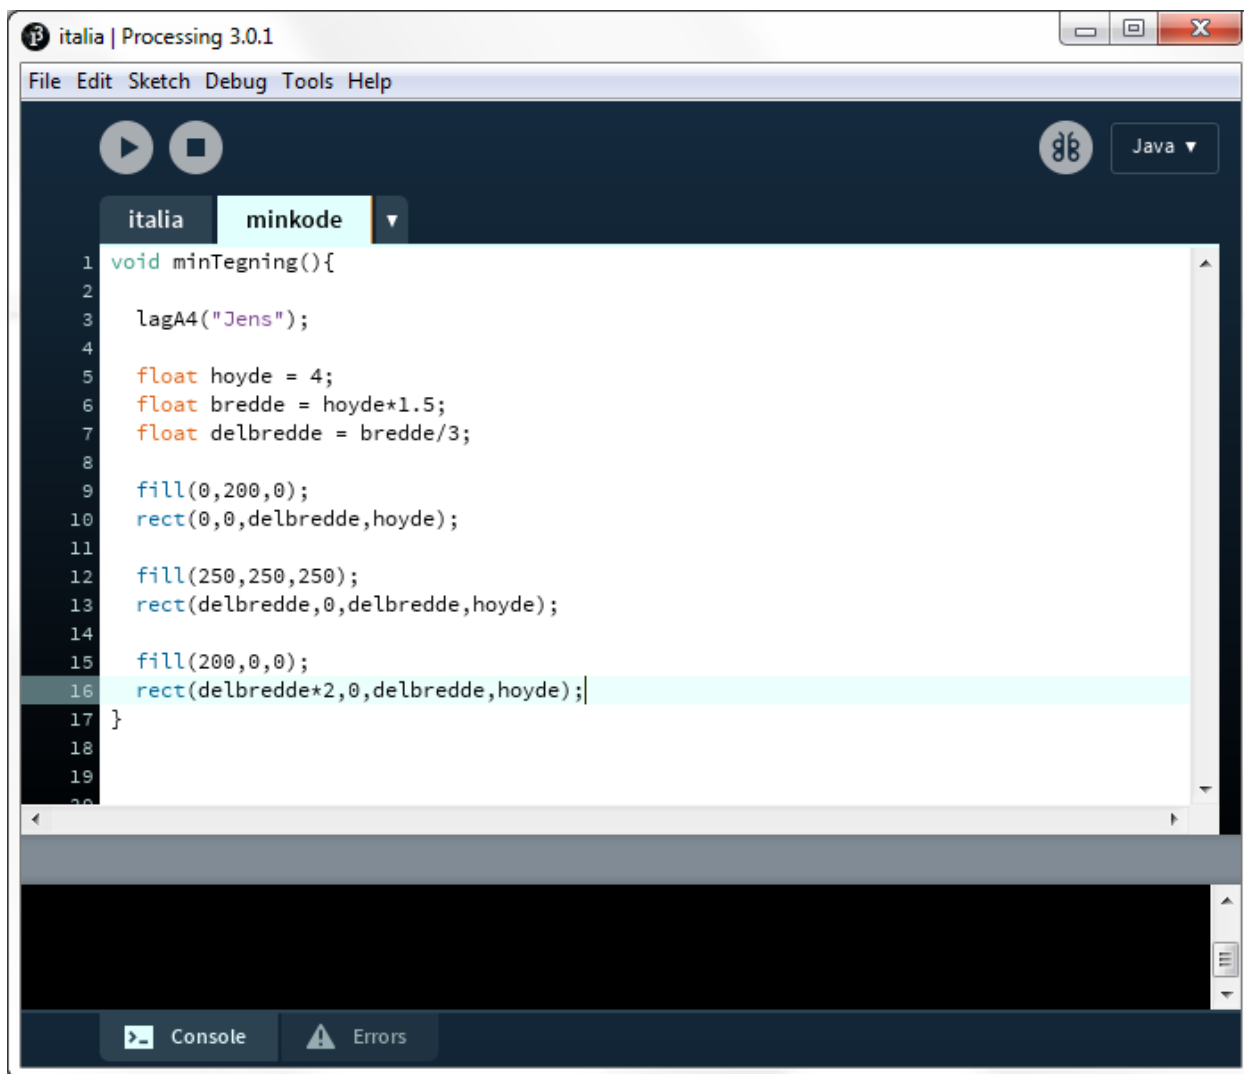 italia | Processing 3.0.1
File Edit Sketch Debug Tools Help
Java ▼
italia minkode ▼
1 void minTegning(){
2
3 lagA4("Jens");
4
5 float hoyde = 4;
6 float bredde = hoyde*1.5;
7 float delbredde = bredde/3;
8
9 fill(0,200,0);
10 rect(0,0,delbredde,hoyde);
11
12 fill(250,250,250);
13 rect(delbredde,0,delbredde,hoyde);
14
15 fill(200,0,0);
16 rect(delbredde*2,0,delbredde,hoyde);
17 }
18
19
20
Console Errors